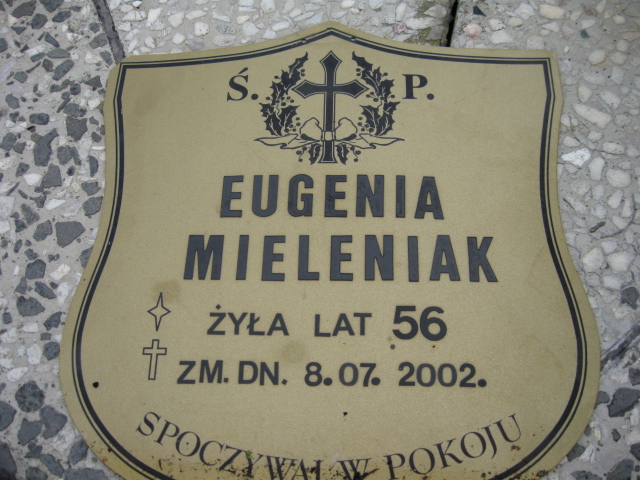 Ś. P.
EUGENIA
MIELENIAK
ŻYŁA LAT 56
ZM. DN. 8.07. 2002.
SPOCZYWAJ W POKOJU